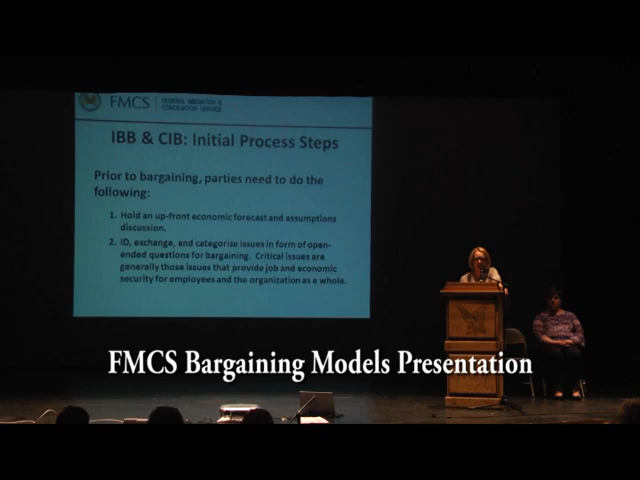 FMCS
FEDERAL MEDIATION &
CONCILIATION SERVICE
IBB & CIB: Initial Process Steps
Prior to bargaining, parties need to do the
following:
1. Hold an up-front economic forecast and assumptions
discussion.
2. ID, exchange, and categorize issues in form of open-
ended questions for bargaining. Critical issues are
generally those issues that provide job and economic
security for employees and the organization as a whole.
FMCS Bargaining Models Presentation